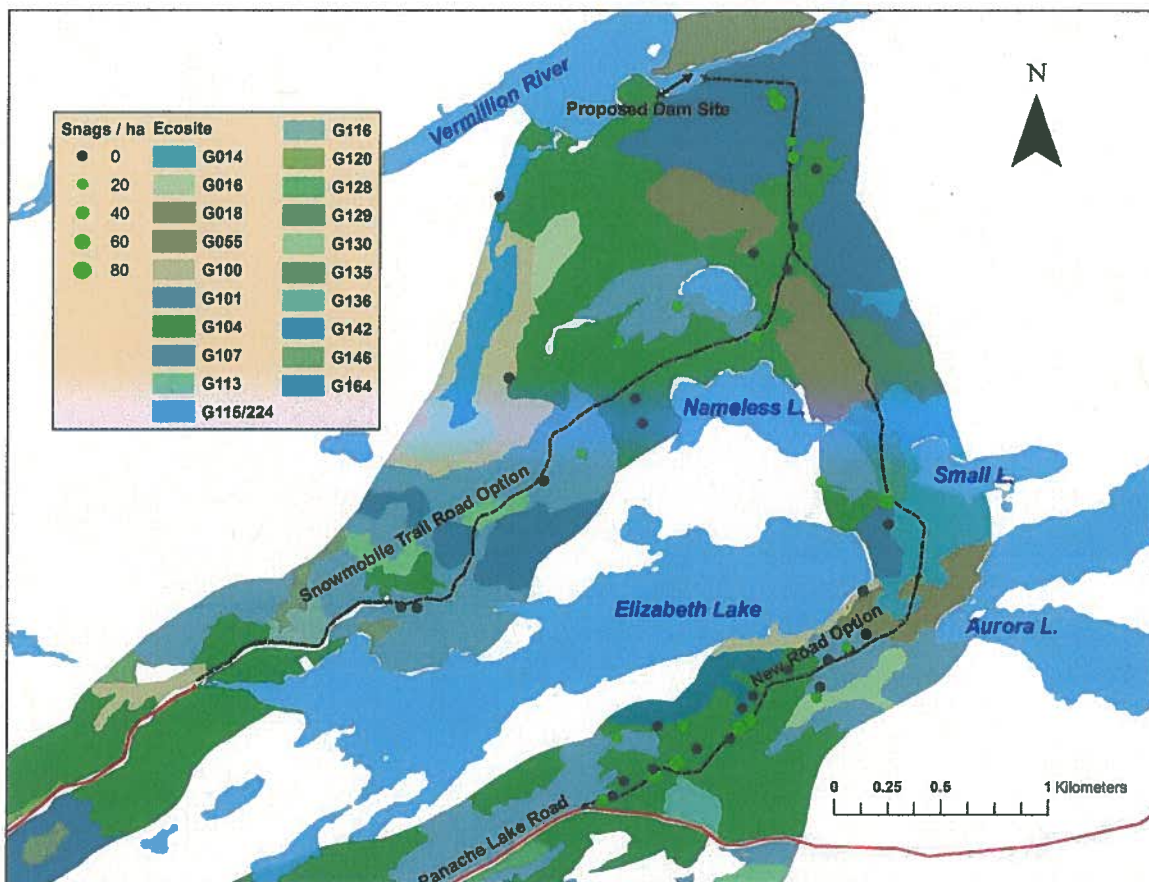 Vermillion River
Proposed Dam Site
N
Snags / ha
0
20
40
60
80
Ecosite
G014
G016
G018
G055
G100
G101
G104
G107
G113
G115/224
G116
G120
G128
G129
G130
G135
G136
G142
G146
G164
Nameless L.
Small L.
Snowmobile Trail Road Option
Elizabeth Lake
Aurora L.
New Road Option
0 0.25 0.5 1 Kilometers
Panache Lake Road